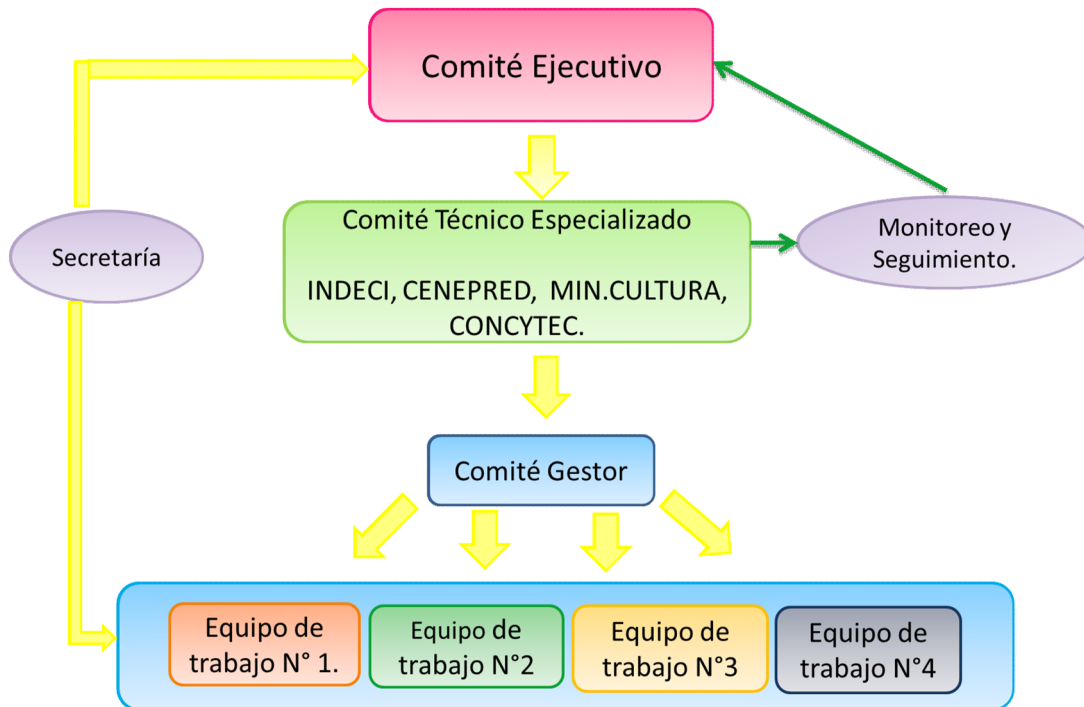 Comité Ejecutivo
Secretaría
Comité Técnico Especializado
INDECI, CENEPRED, MIN.CULTURA,
CONCYTEC.
Monitoreo y
Seguimiento.
Comité Gestor
Equipo de
trabajo N° 1.
Equipo de
trabajo N°2
Equipo de
trabajo N°3
Equipo de
trabajo N°4